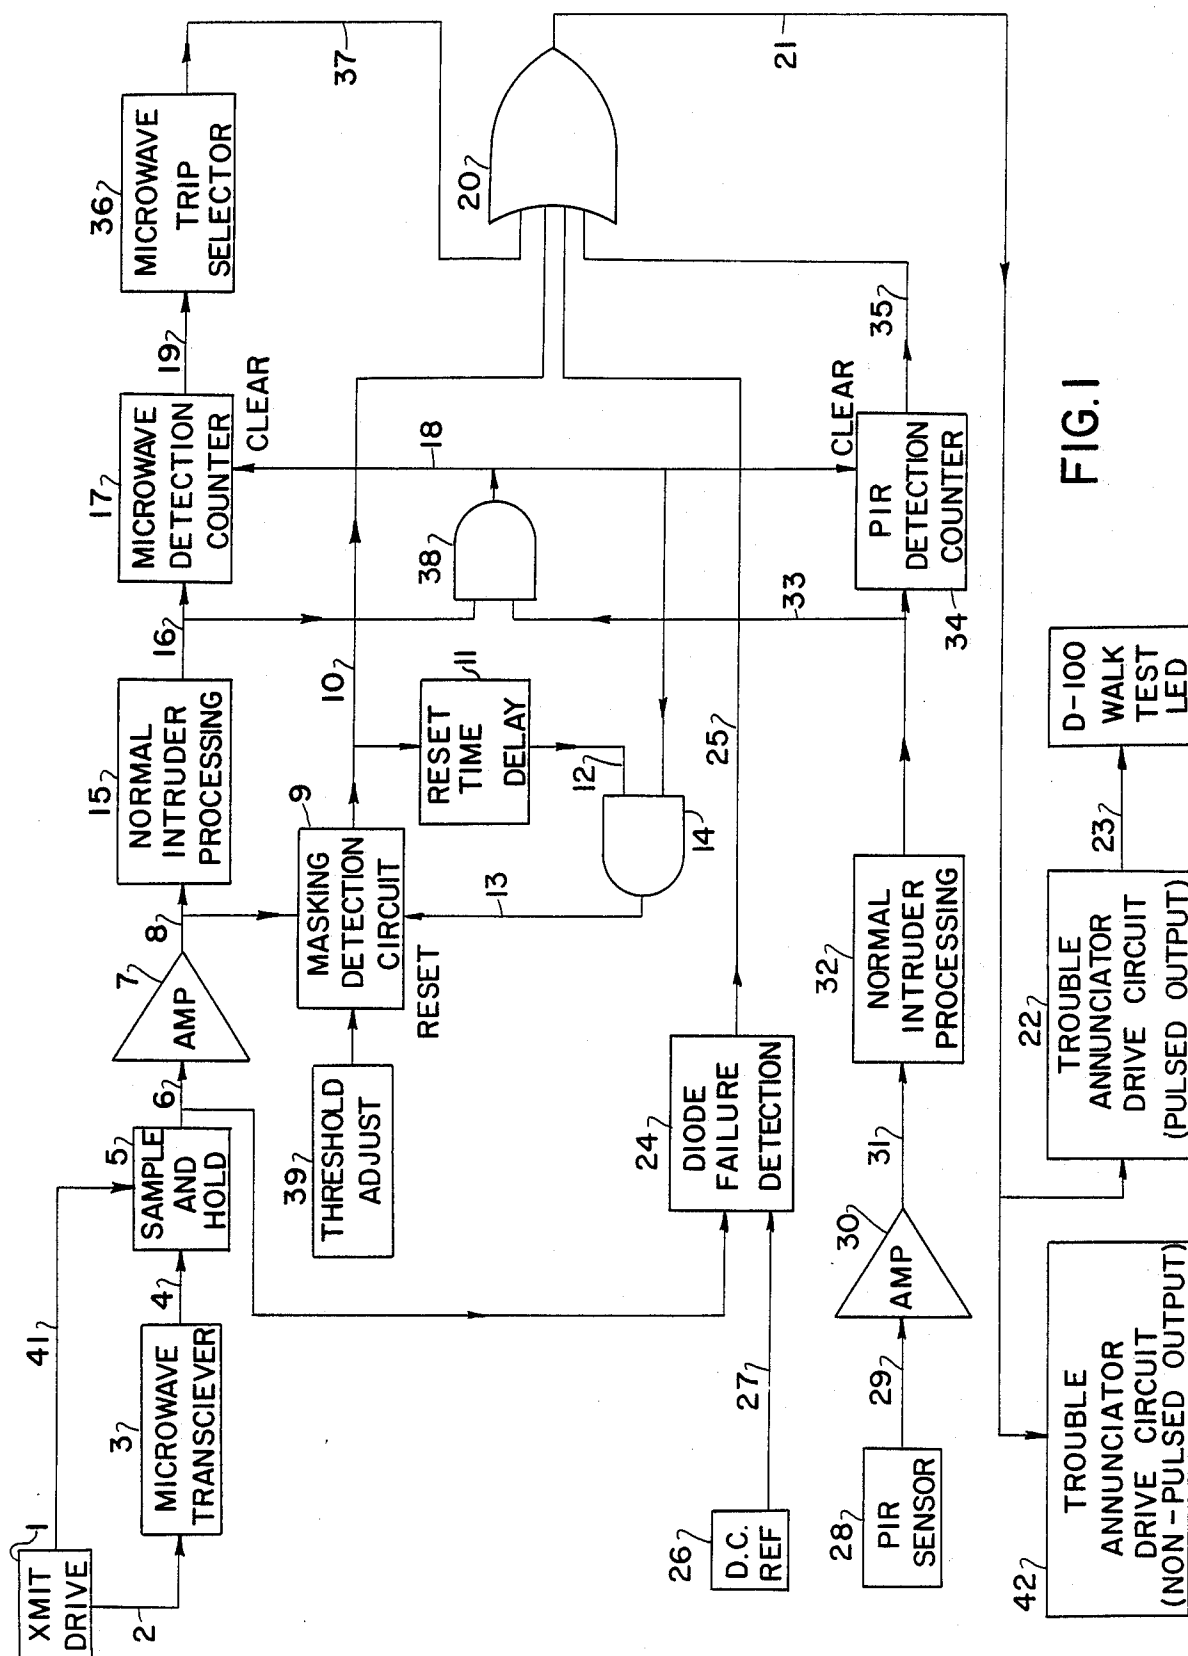 1
XMIT
DRIVE
2
41
3
MICROWAVE
TRANSCIEVER
4
5
SAMPLE
AND
HOLD
6
7
AMP
8
15
NORMAL
INTRUDER
PROCESSING
16
17
MICROWAVE
DETECTION
COUNTER
CLEAR
19
36
MICROWAVE
TRIP
SELECTOR
37
39
THRESHOLD
ADJUST
9
MASKING
DETECTION
CIRCUIT
RESET
10
11
RESET
TIME
DELAY
12
13
14
38
18
20
21
26
D.C.
REF
27
24
DIODE
FAILURE
DETECTION
25
28
PIR
SENSOR
29
30
AMP
31
32
NORMAL
INTRUDER
PROCESSING
33
34
PIR
DETECTION
COUNTER
CLEAR
35
42
TROUBLE
ANNUNCIATOR
DRIVE CIRCUIT
(NON-PULSED OUTPUT)
22
TROUBLE
ANNUNCIATOR
DRIVE CIRCUIT
(PULSED OUTPUT)
23
D-100
WALK
TEST
LED
FIG.1